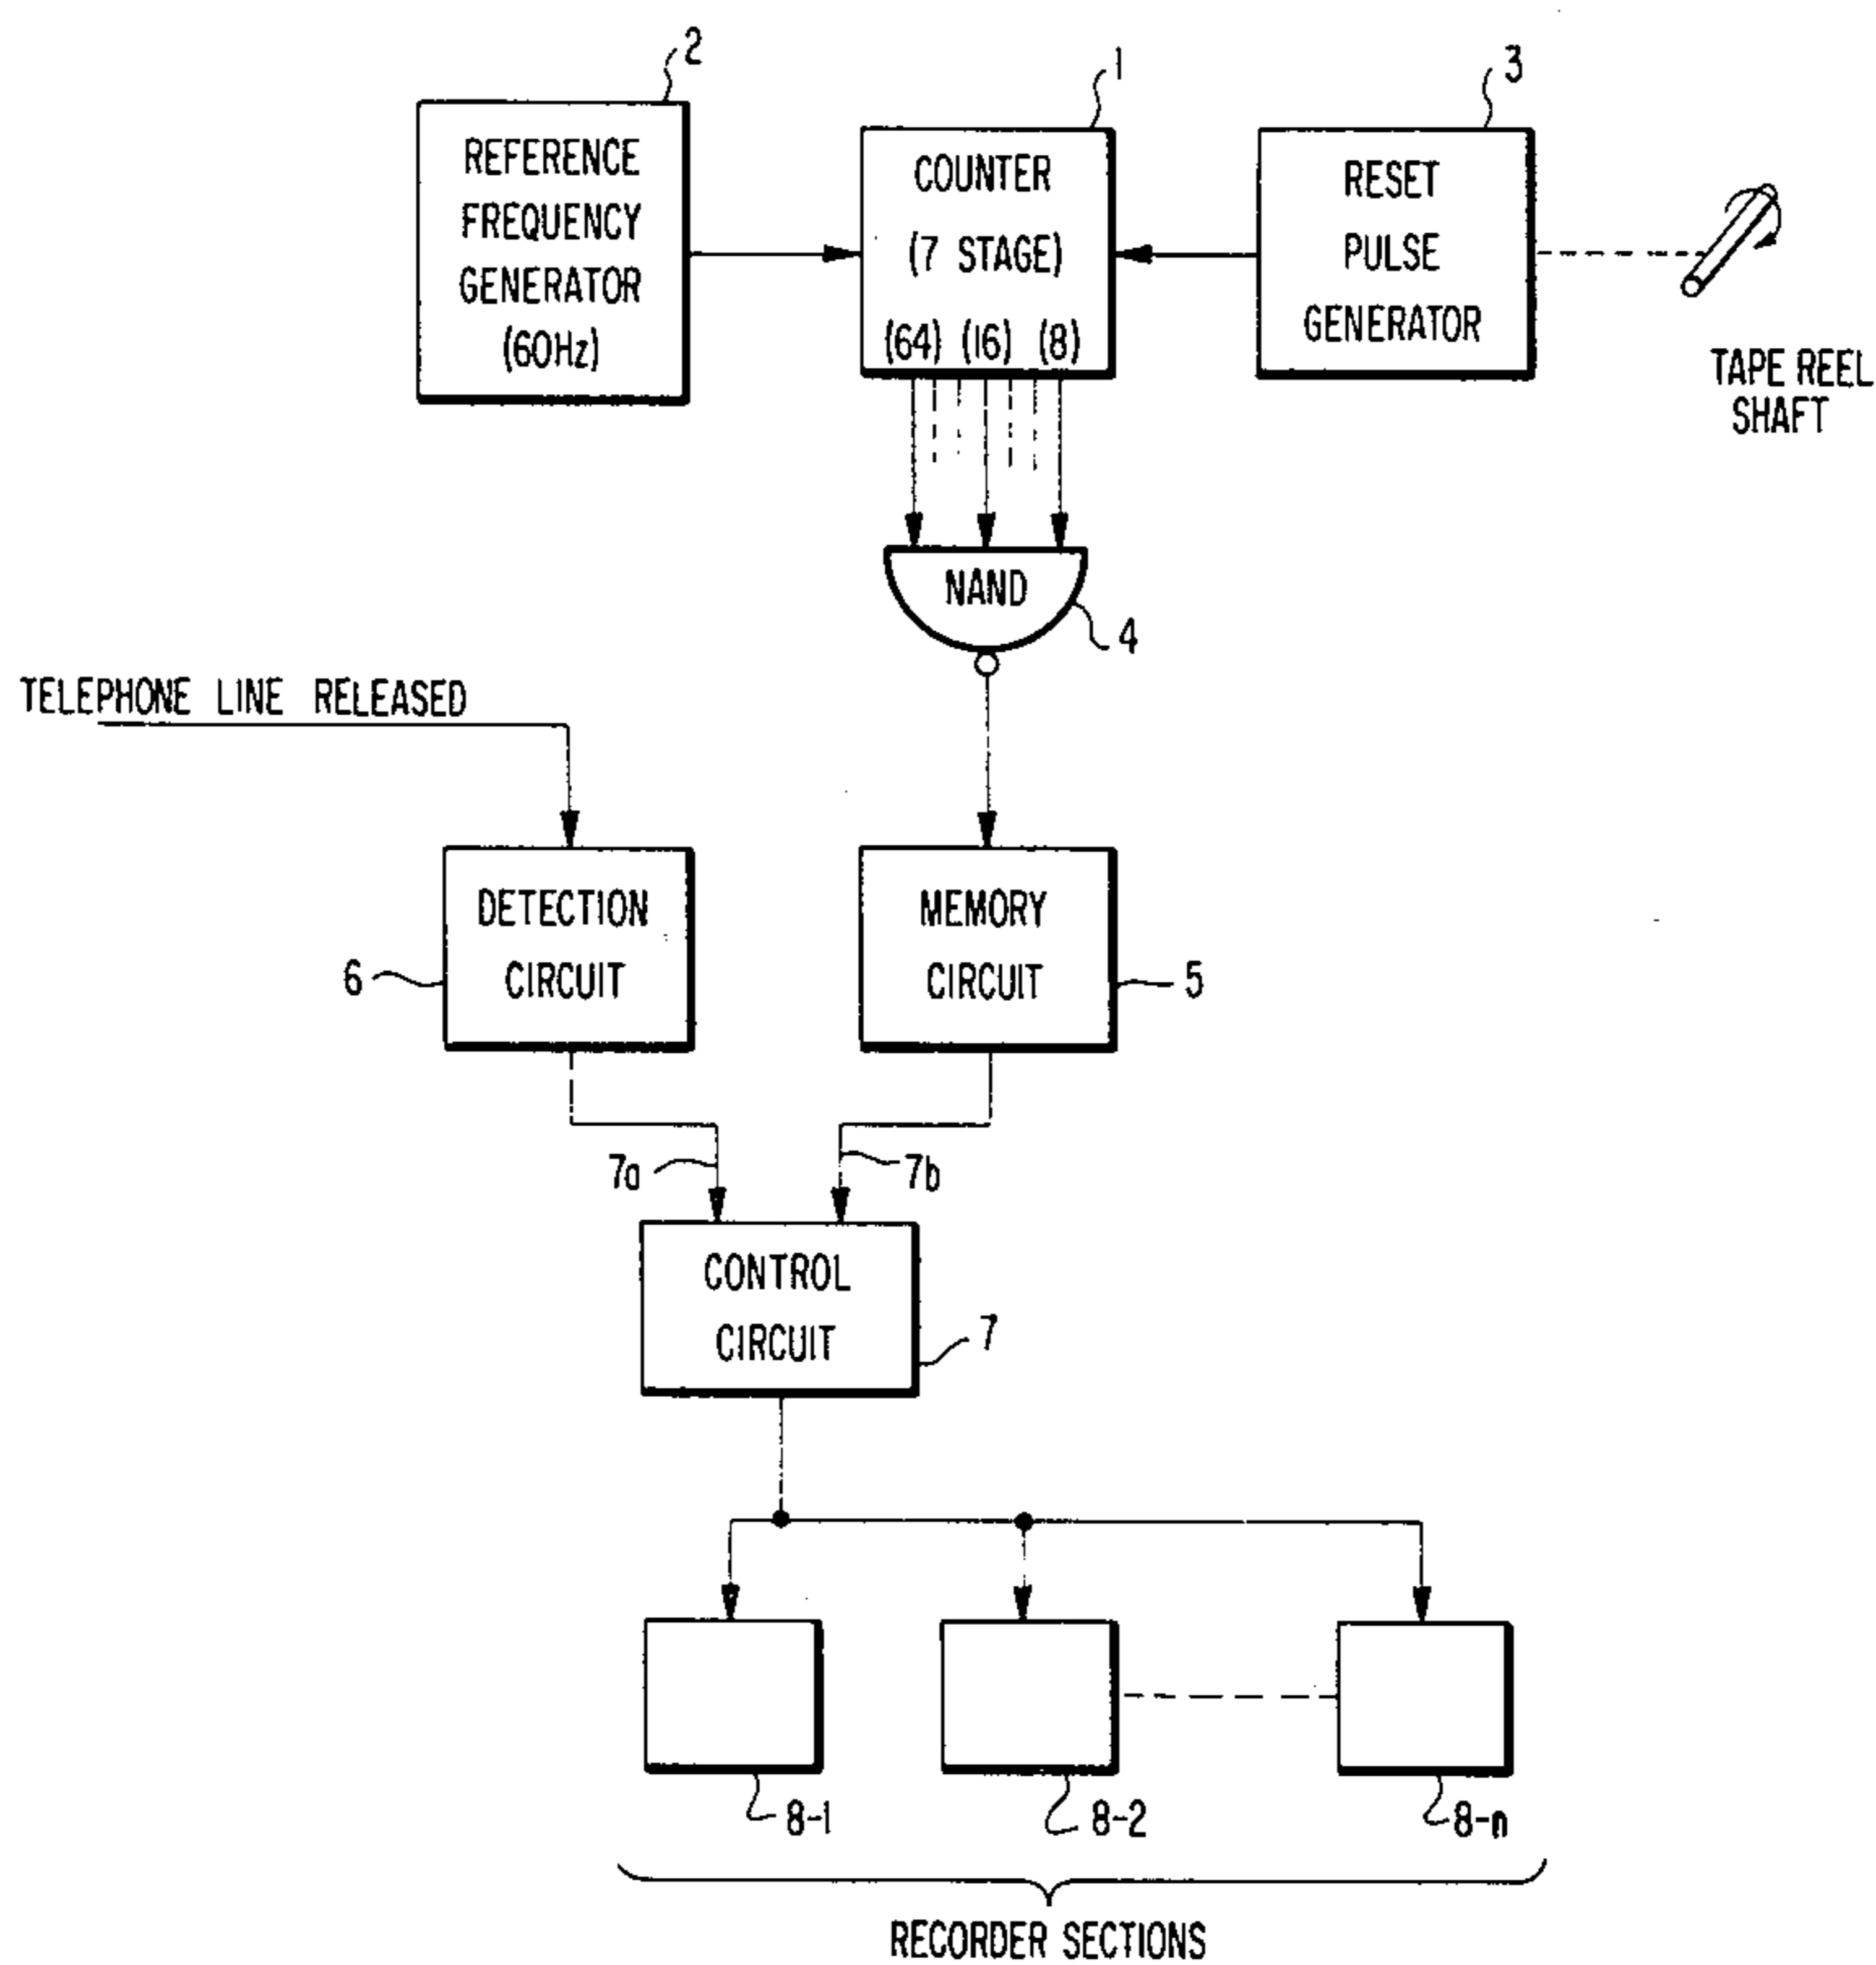 2
1
3
REFERENCE
FREQUENCY
GENERATOR
(60Hz)
COUNTER
(7 STAGE)
(64) (16) (8)
RESET
PULSE
GENERATOR
TAPE REEL
SHAFT
NAND
4
TELEPHONE LINE RELEASED
DETECTION
CIRCUIT
6
MEMORY
CIRCUIT
5
7a
7b
CONTROL
CIRCUIT
7
8-1
8-2
8-n
RECORDER SECTIONS